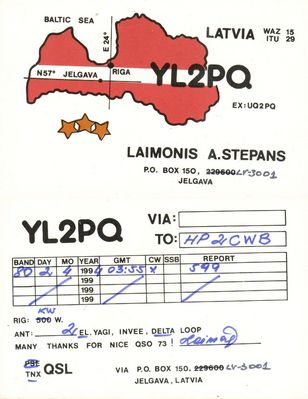 BALTIC SEA
LATVIA WAZ 15
ITU 29
E 24°
N57° JELGAVA RIGA
YL2PQ
EX:UQ2PQ
LAIMONIS A.STEPANS
P.O. BOX 150, 229600 LV-3001
JELGAVA
YL2PQ VIA:
TO: HP2CWB
BAND DAY MO YEAR GMT CW SSB REPORT
80 2 4 1994 03:55 X 599
199
199
KW
RIG: 500 W.
ANT: 2 EL.YAGI, INVEE, DELTA LOOP
MANY THANKS FOR NICE QSO 73!
PSE
TNX QSL VIA P.O. BOX 150, 229600 LV-3001
JELGAVA, LATVIA